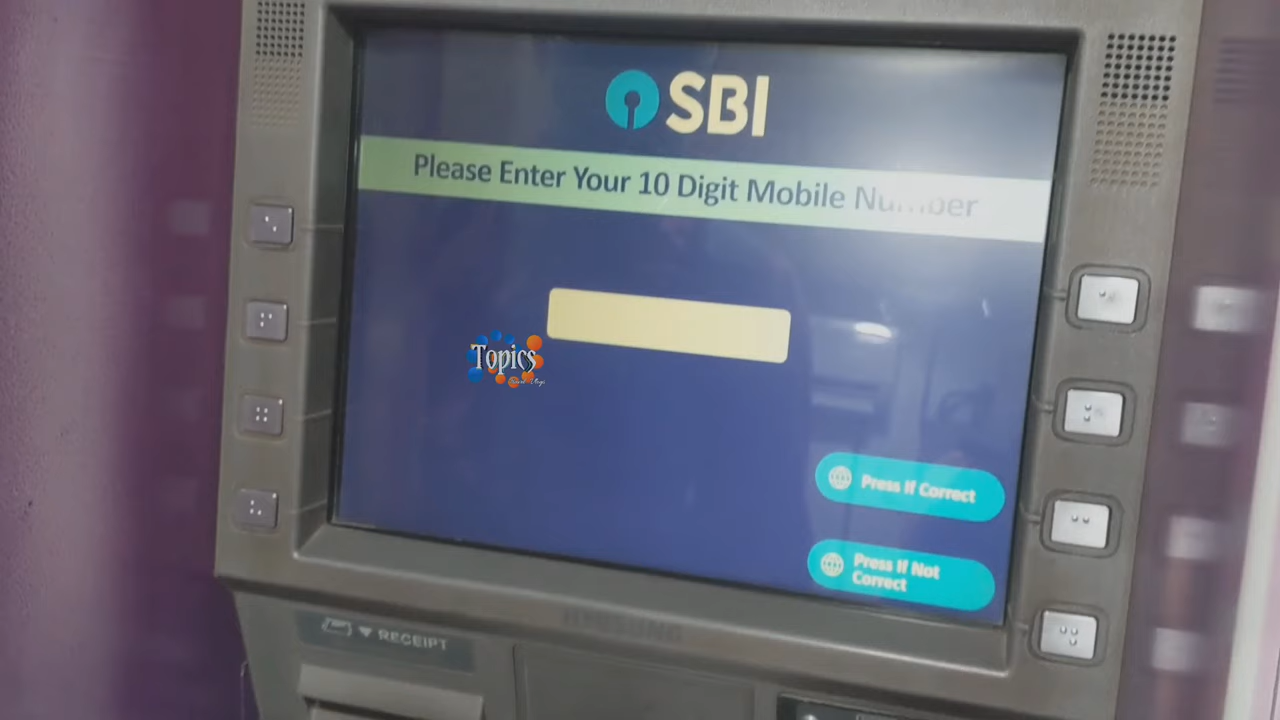 SBI
Please Enter Your 10 Digit Mobile Number
Topics
Press If Correct
Press If Not
Correct
RECEIPT